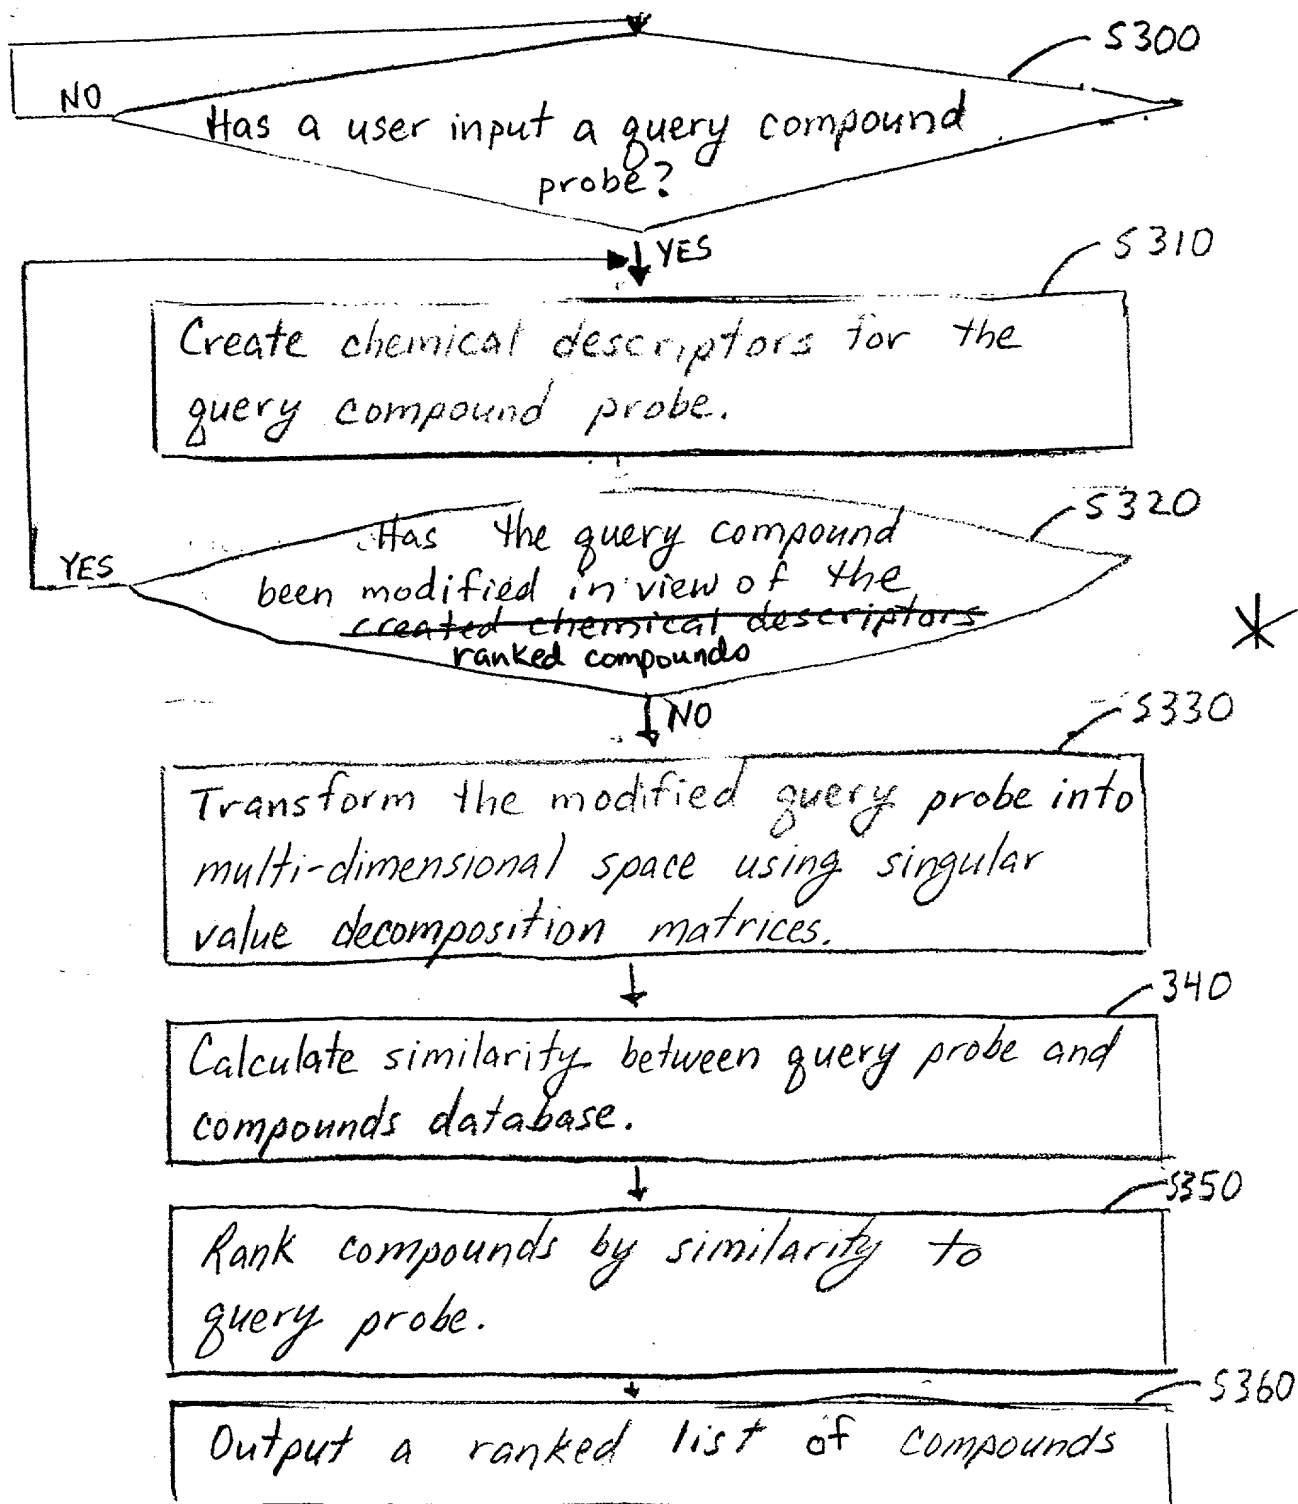 S300
NO
Has a user input a query compound
probe?
YES
S310
Create chemical descriptors for the
query compound probe.
S320
Has the query compound
YES
been modified in view of the
created chemical descriptors
ranked compounds
NO
S330
Transform the modified query probe into
multi-dimensional space using singular
value decomposition matrices.
340
Calculate similarity between query probe and
compounds database.
S350
Rank compounds by similarity to
query probe.
S360
Output a ranked list of compounds